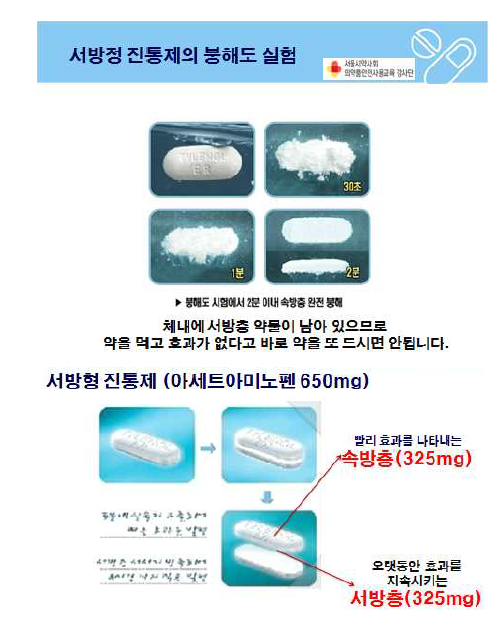 서방정 진통제의 붕해도 실험
서울시약사회
의약품안전사용교육 강사단
TYLENOL
ER
30초
1분
2분
▶ 붕해도 시험에서 2분 이내 속방층 완전 붕해
체내에 서방층 약물이 남아 있으므로
약을 먹고 효과가 없다고 바로 약을 또 드시면 안됩니다.
서방형 진통제 (아세트아미노펜 650mg)
빨리 효과를 나타내는
속방층(325mg)
오랫동안 효과를
지속시키는
서방층(325mg)